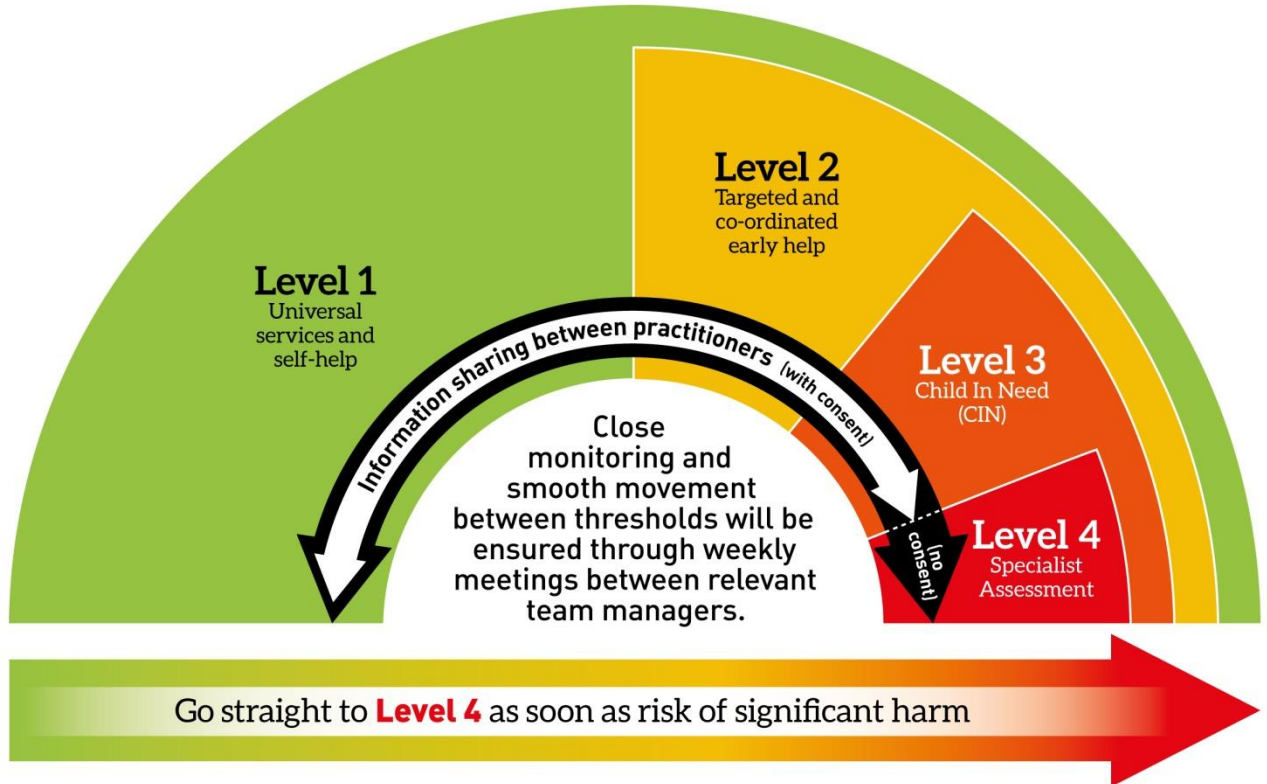 Level 1
Universal
services and
self-help
Level 2
Targeted and
co-ordinated
early help
Level 3
Child In Need
(CIN)
Level 4
Specialist
Assessment
Information sharing between practitioners (with consent)
(no
consent)
Close
monitoring and
smooth movement
between thresholds will be
ensured through weekly
meetings between relevant
team managers.
Go straight to Level 4 as soon as risk of significant harm